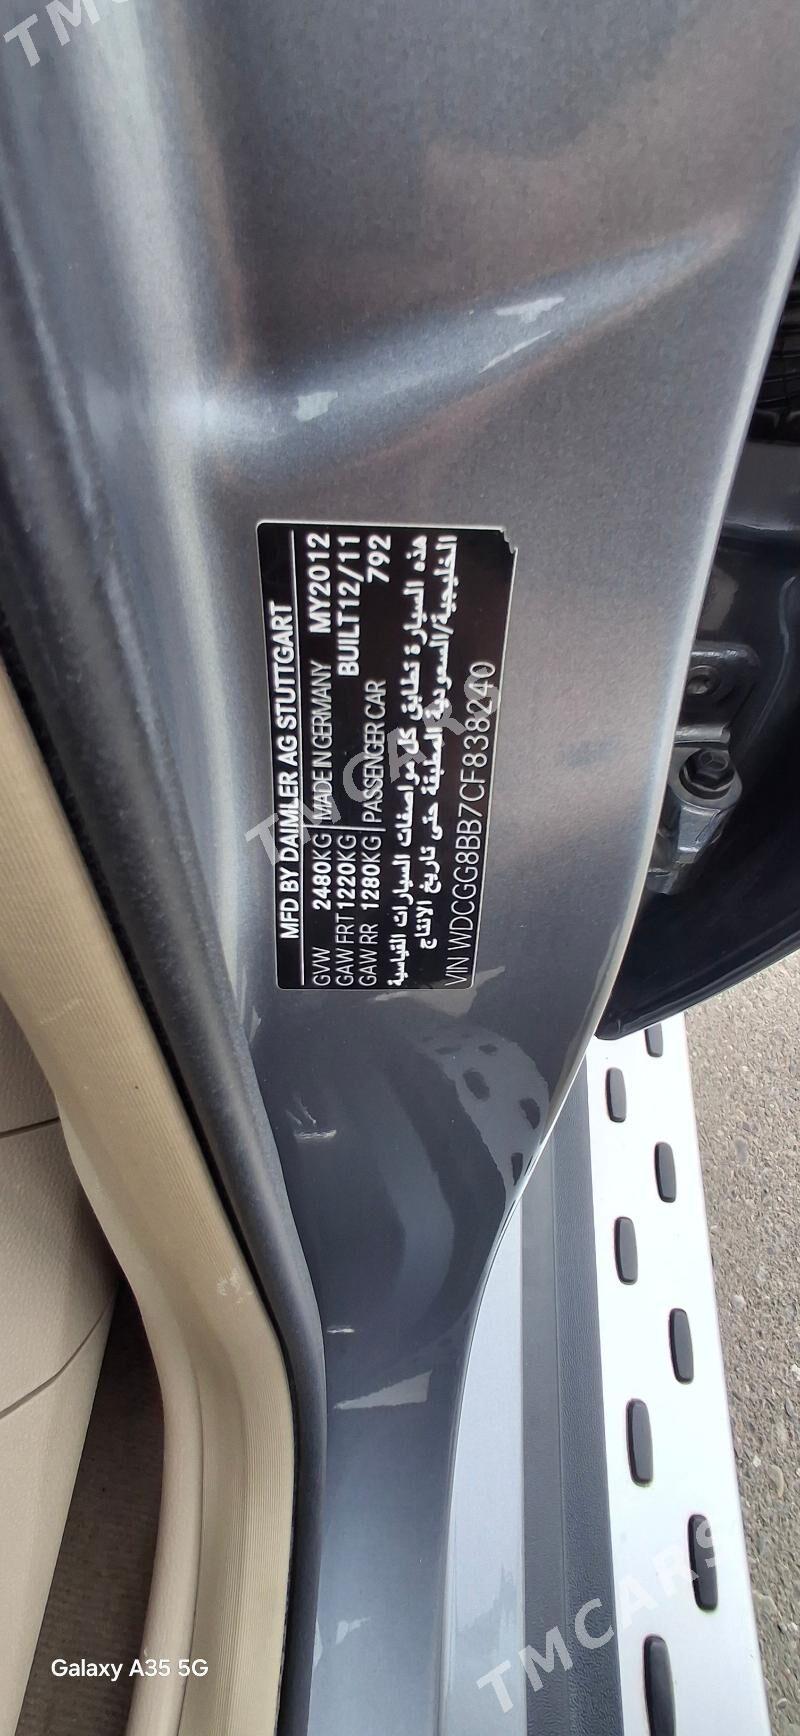 MFD BY DAIMLER AG STUTTGART
GVW 2480KG MADE IN GERMANY MY2012
GAW FRT 1220KG BUILT12/11
GAW RR 1280KG PASSENGER CAR 792
هذه السيارة تطابق كل مواصفات السيارات القياسية
الخليجية/السعودية المطبقة حتى تاريخ الانتاج
VIN WDCGG8BB7CF838240
TMCARS
TMCARS
TMC
Galaxy A35 5G